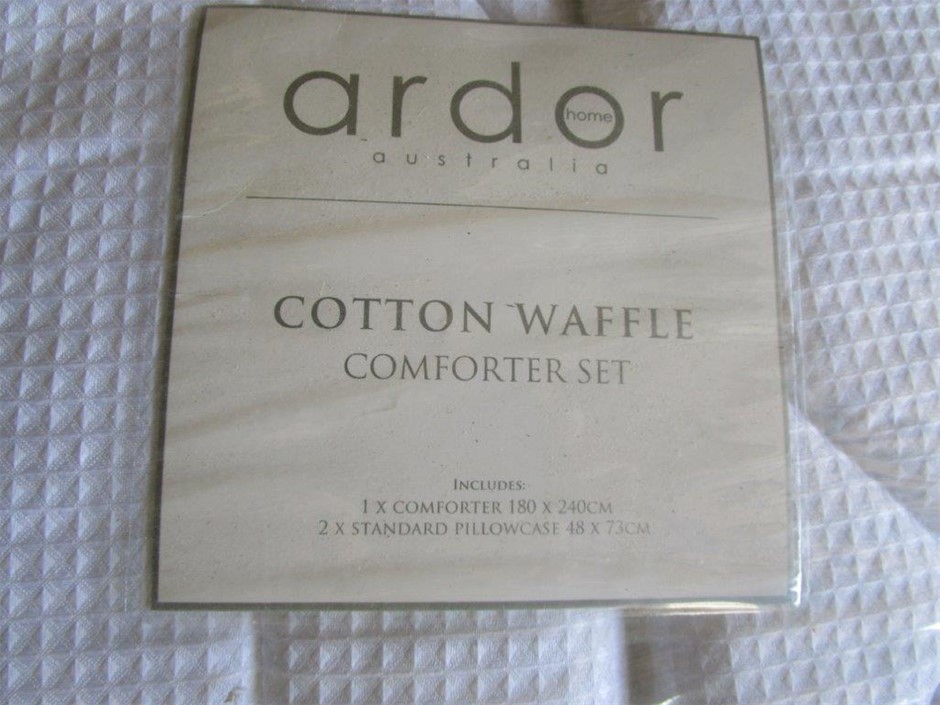 ardor
home
australia
COTTON WAFFLE
COMFORTER SET
INCLUDES:
1 X COMFORTER 180 X 240CM
2 X STANDARD PILLOWCASE 48 X 73CM